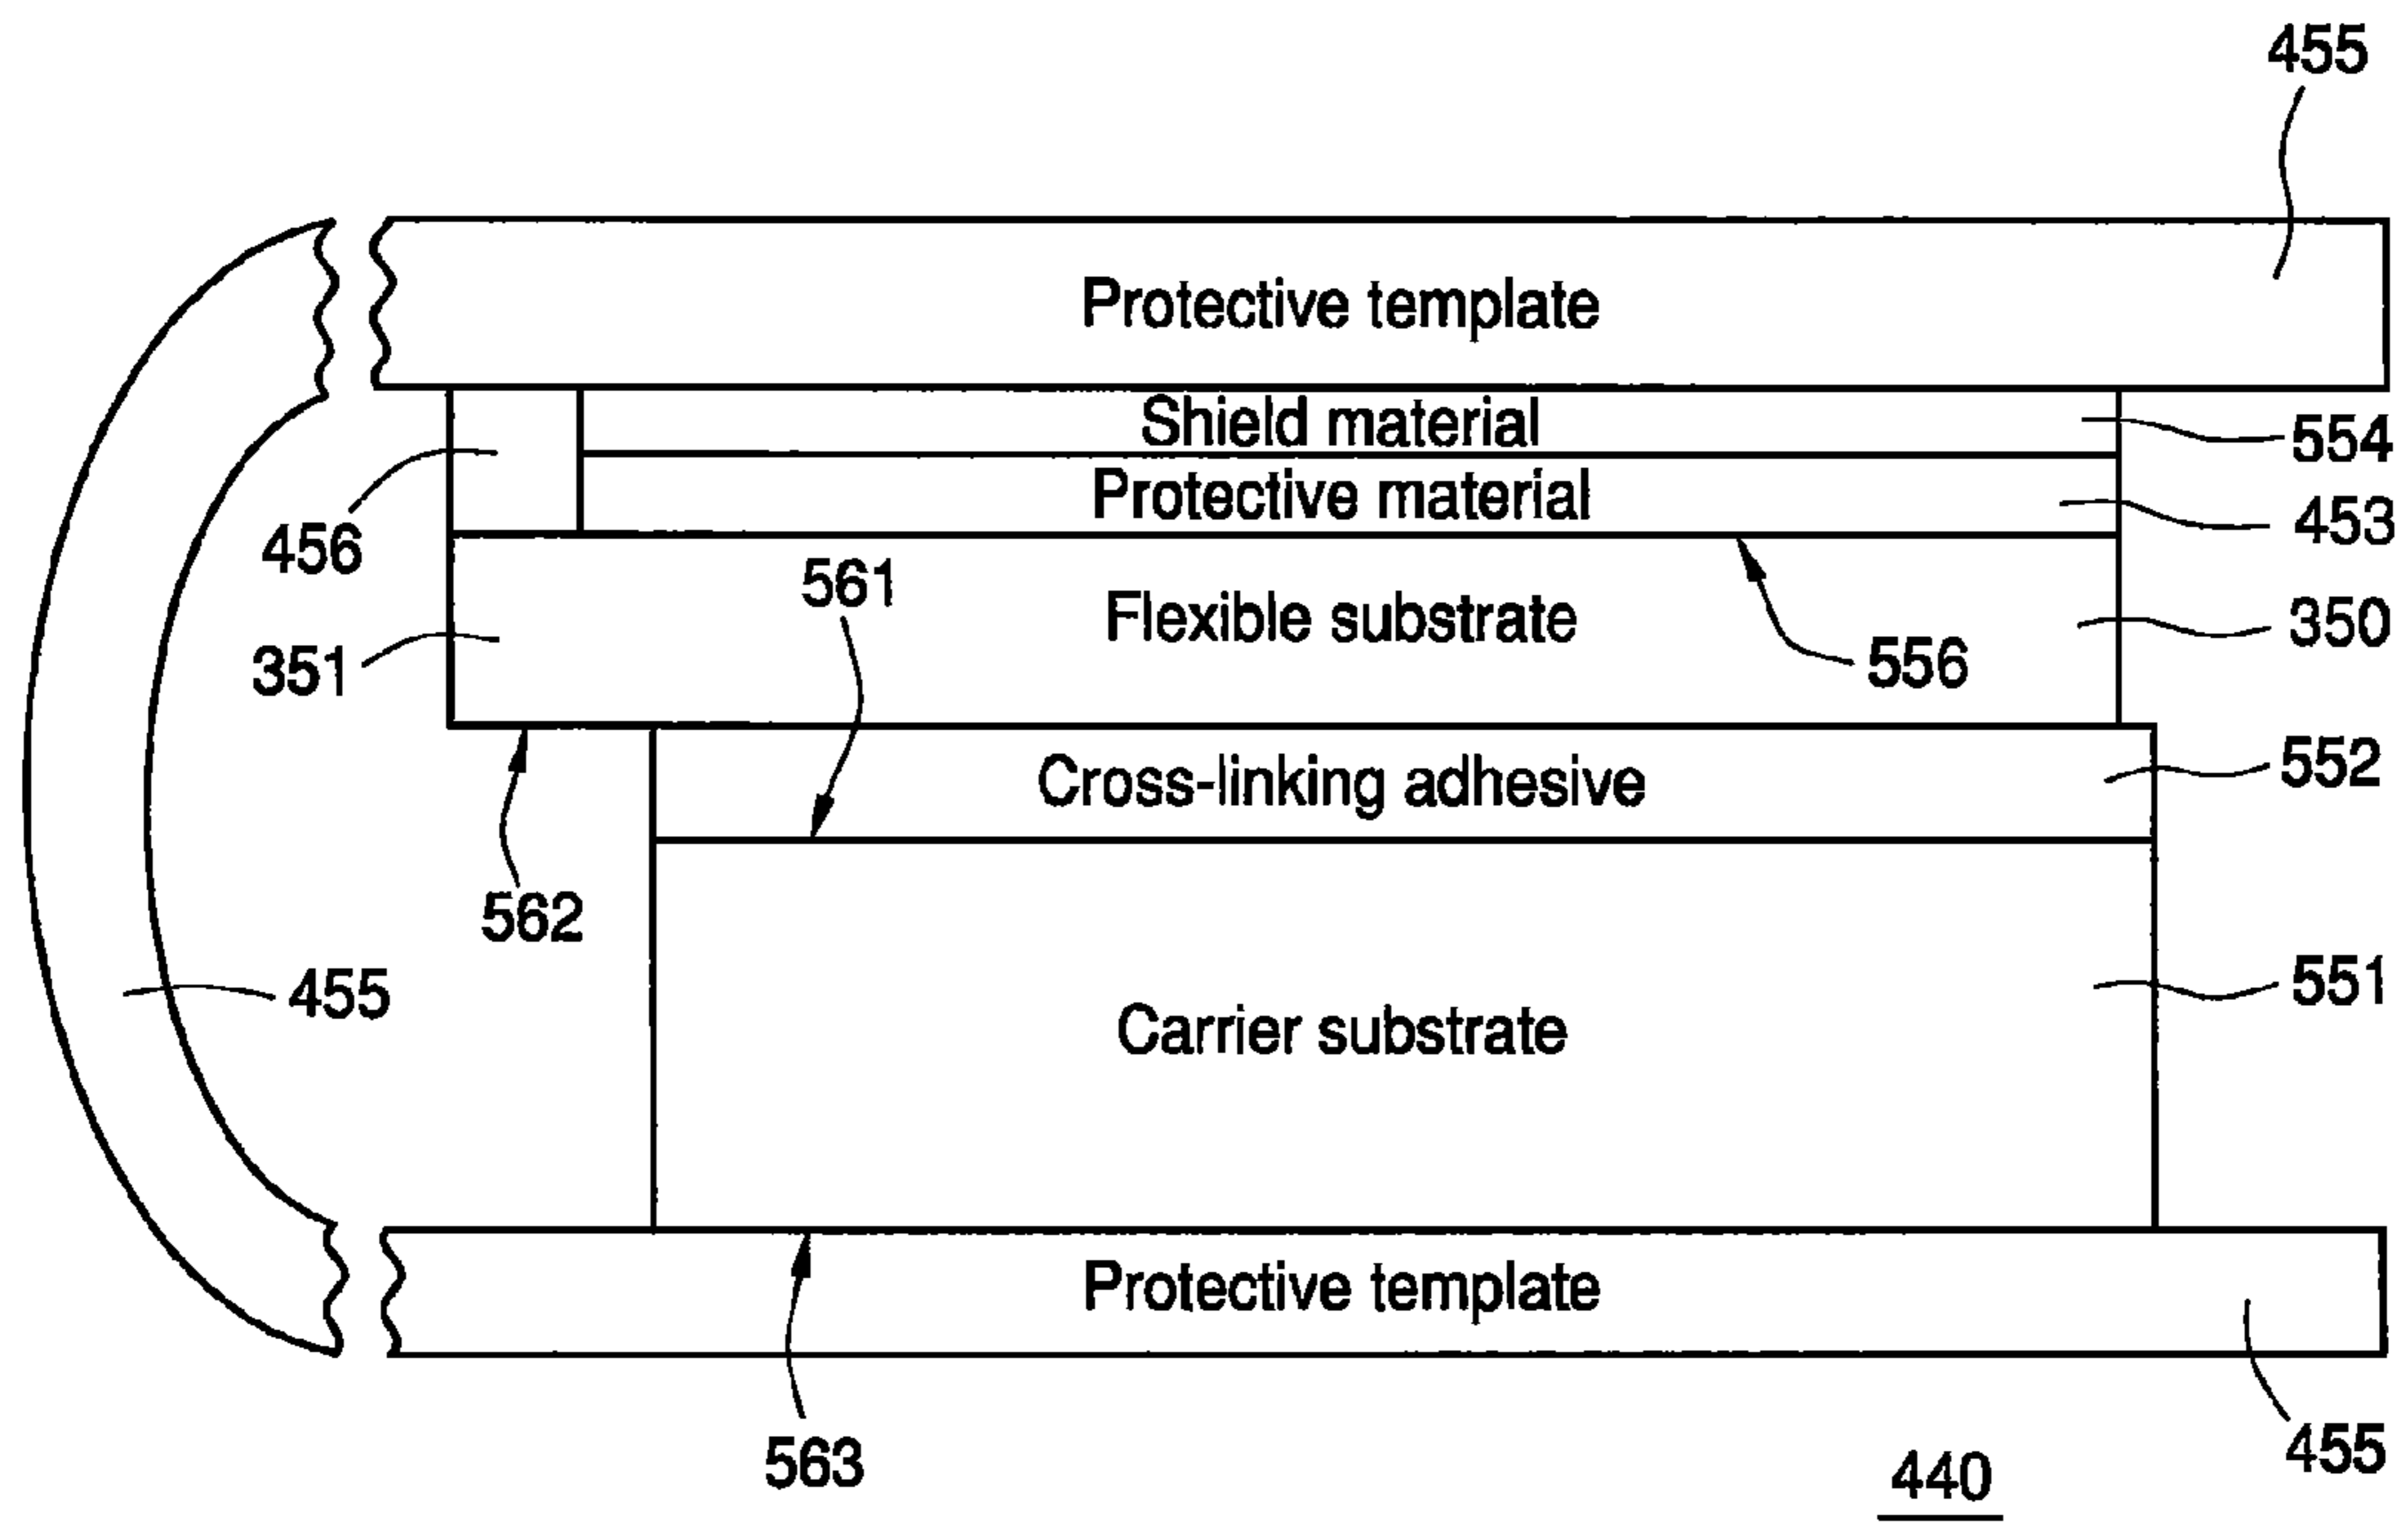 455
Protective template
Shield material
554
Protective material
453
456
561
Flexible substrate
350
351
556
Cross-linking adhesive
552
562
455
551
Carrier substrate
Protective template
563
455
440